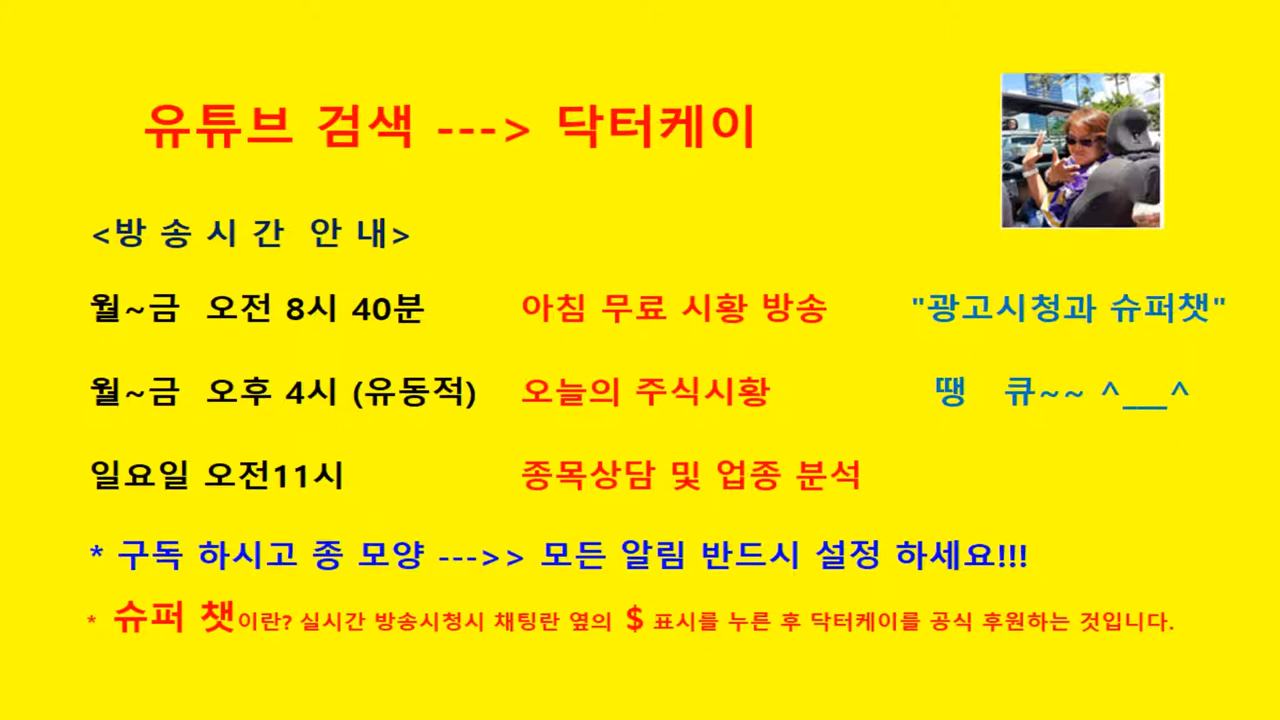 유튜브 검색 ---> 닥터케이
<방 송 시 간 안 내>
월~금 오전 8시 40분 아침 무료 시황 방송 "광고시청과 슈퍼챗"
월~금 오후 4시 (유동적) 오늘의 주식시황 땡 큐~~ ^___^
일요일 오전11시 종목상담 및 업종 분석
* 구독 하시고 종 모양 --->> 모든 알림 반드시 설정 하세요!!!
* 슈퍼 챗이란? 실시간 방송시청시 채팅란 옆의 $ 표시를 누른 후 닥터케이를 공식 후원하는 것입니다.